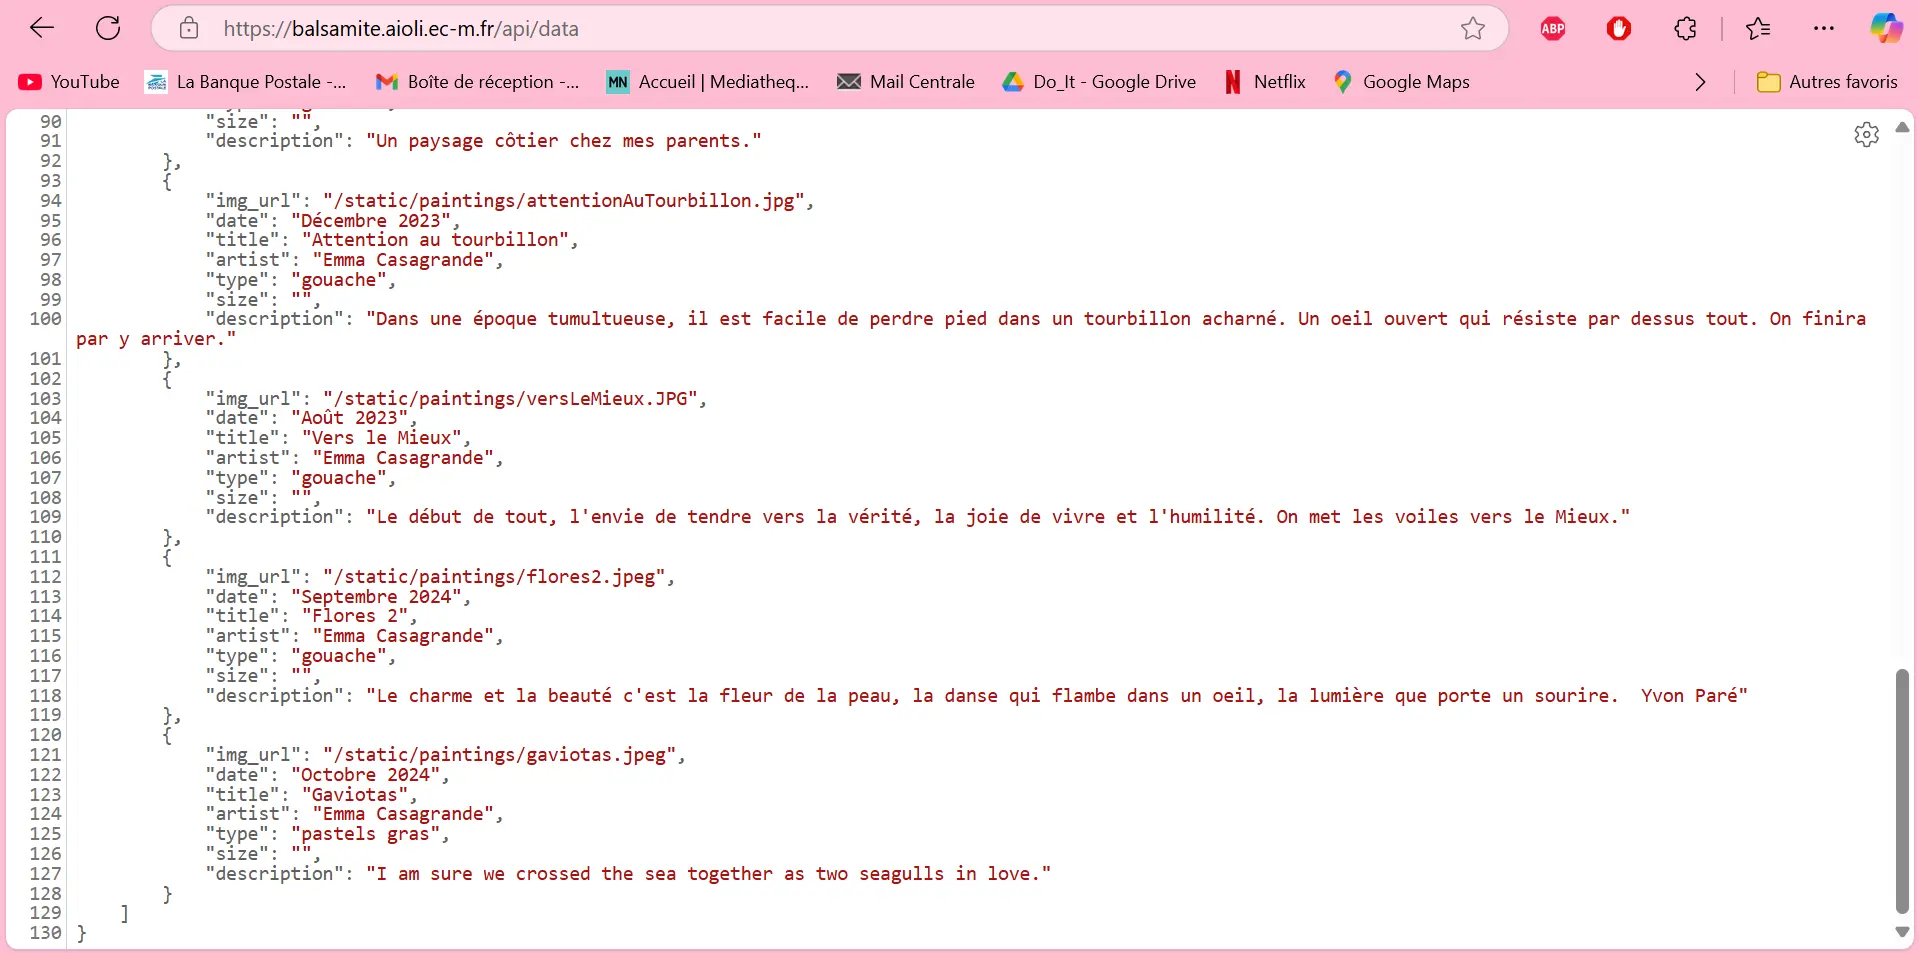 https://balsamite.aioli.ec-m.fr/api/data
ABP
YouTube La Banque Postale -... Boîte de réception -... MN Accueil | Mediatheq... Mail Centrale Do_It - Google Drive Netflix Google Maps Autres favoris
90 "size": "",
91 "description": "Un paysage côtier chez mes parents."
92 },
93 {
94 "img_url": "/static/paintings/attentionAuTourbillon.jpg",
95 "date": "Décembre 2023",
96 "title": "Attention au tourbillon",
97 "artist": "Emma Casagrande",
98 "type": "gouache",
99 "size": "",
100 "description": "Dans une époque tumultueuse, il est facile de perdre pied dans un tourbillon acharné. Un oeil ouvert qui résiste par dessus tout. On finira
par y arriver."
101 },
102 {
103 "img_url": "/static/paintings/versLeMieux.JPG",
104 "date": "Août 2023",
105 "title": "Vers le Mieux",
106 "artist": "Emma Casagrande",
107 "type": "gouache",
108 "size": "",
109 "description": "Le début de tout, l'envie de tendre vers la vérité, la joie de vivre et l'humilité. On met les voiles vers le Mieux."
110 },
111 {
112 "img_url": "/static/paintings/flores2.jpeg",
113 "date": "Septembre 2024",
114 "title": "Flores 2",
115 "artist": "Emma Casagrande",
116 "type": "gouache",
117 "size": "",
118 "description": "Le charme et la beauté c'est la fleur de la peau, la danse qui flambe dans un oeil, la lumière que porte un sourire.  Yvon Paré"
119 },
120 {
121 "img_url": "/static/paintings/gaviotas.jpeg",
122 "date": "Octobre 2024",
123 "title": "Gaviotas",
124 "artist": "Emma Casagrande",
125 "type": "pastels gras",
126 "size": "",
127 "description": "I am sure we crossed the sea together as two seagulls in love."
128 }
129 ]
130 }